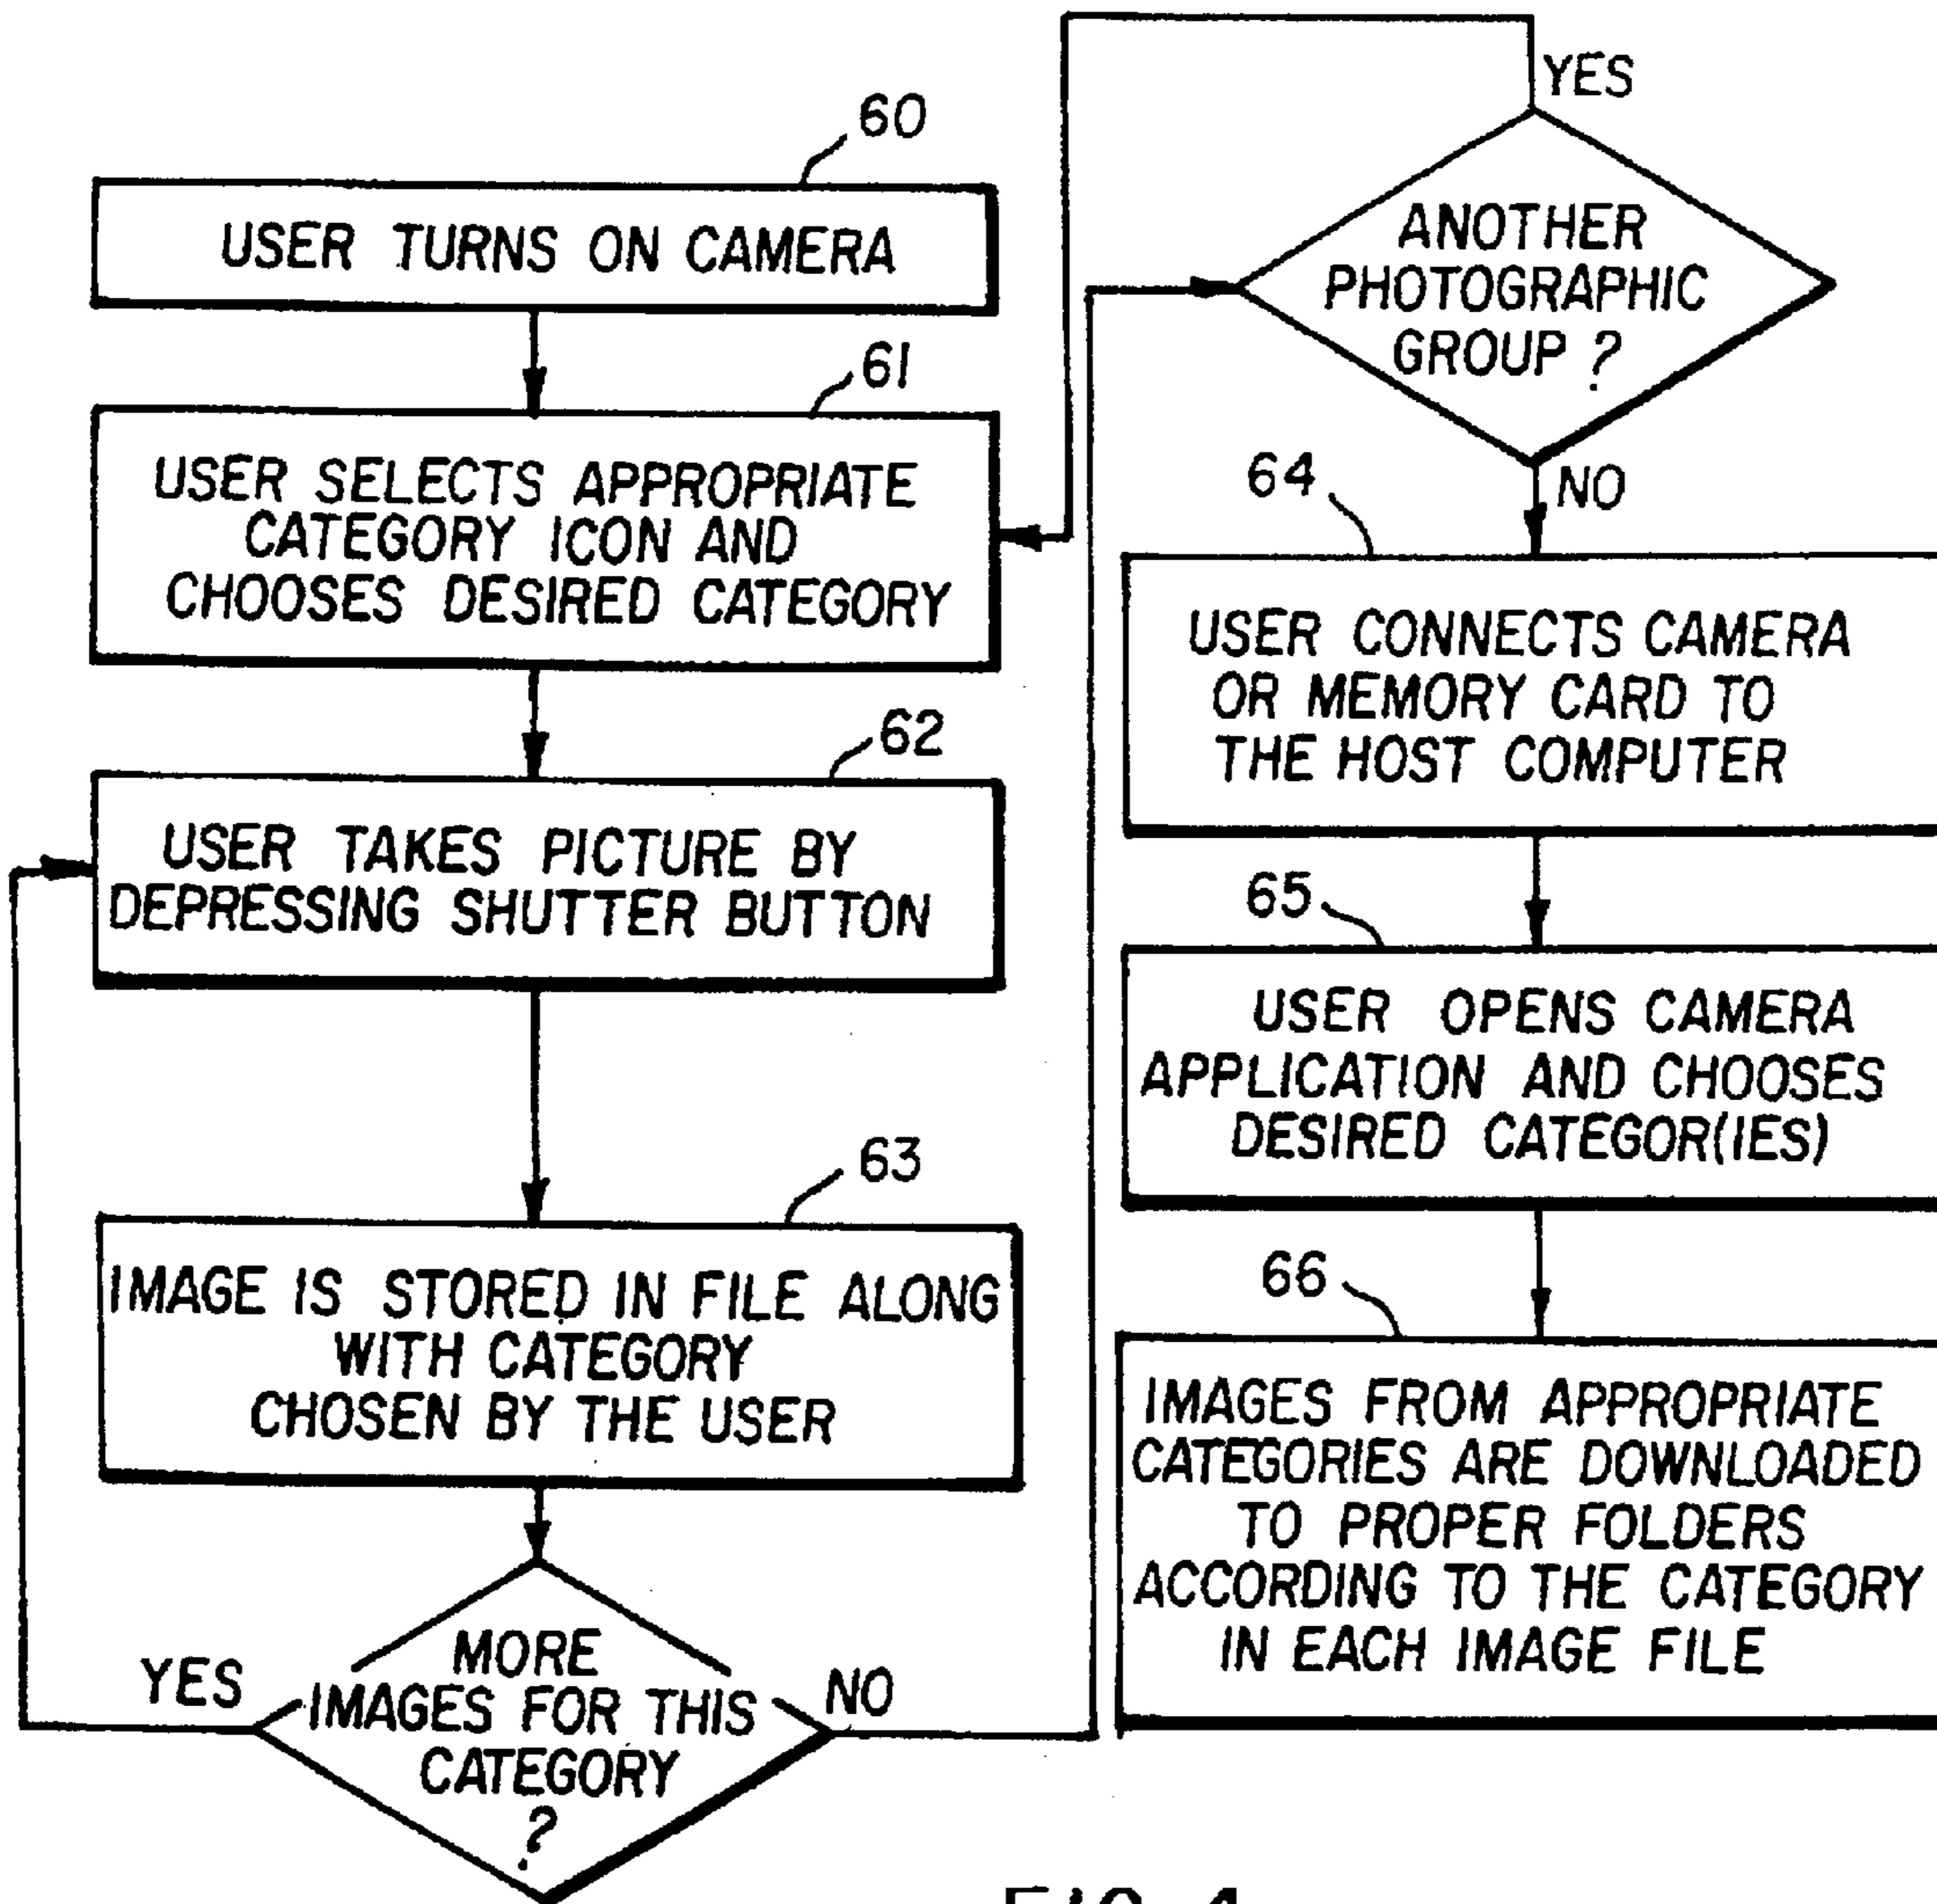 60
USER TURNS ON CAMERA
61
USER SELECTS APPROPRIATE
CATEGORY ICON AND
CHOOSES DESIRED CATEGORY
62
USER TAKES PICTURE BY
DEPRESSING SHUTTER BUTTON
63
IMAGE IS STORED IN FILE ALONG
WITH CATEGORY
CHOSEN BY THE USER
MORE
IMAGES FOR THIS
CATEGORY
?
YES
NO
ANOTHER
PHOTOGRAPHIC
GROUP ?
YES
NO
64
USER CONNECTS CAMERA
OR MEMORY CARD TO
THE HOST COMPUTER
65
USER OPENS CAMERA
APPLICATION AND CHOOSES
DESIRED CATEGOR(IES)
66
IMAGES FROM APPROPRIATE
CATEGORIES ARE DOWNLOADED
TO PROPER FOLDERS
ACCORDING TO THE CATEGORY
IN EACH IMAGE FILE